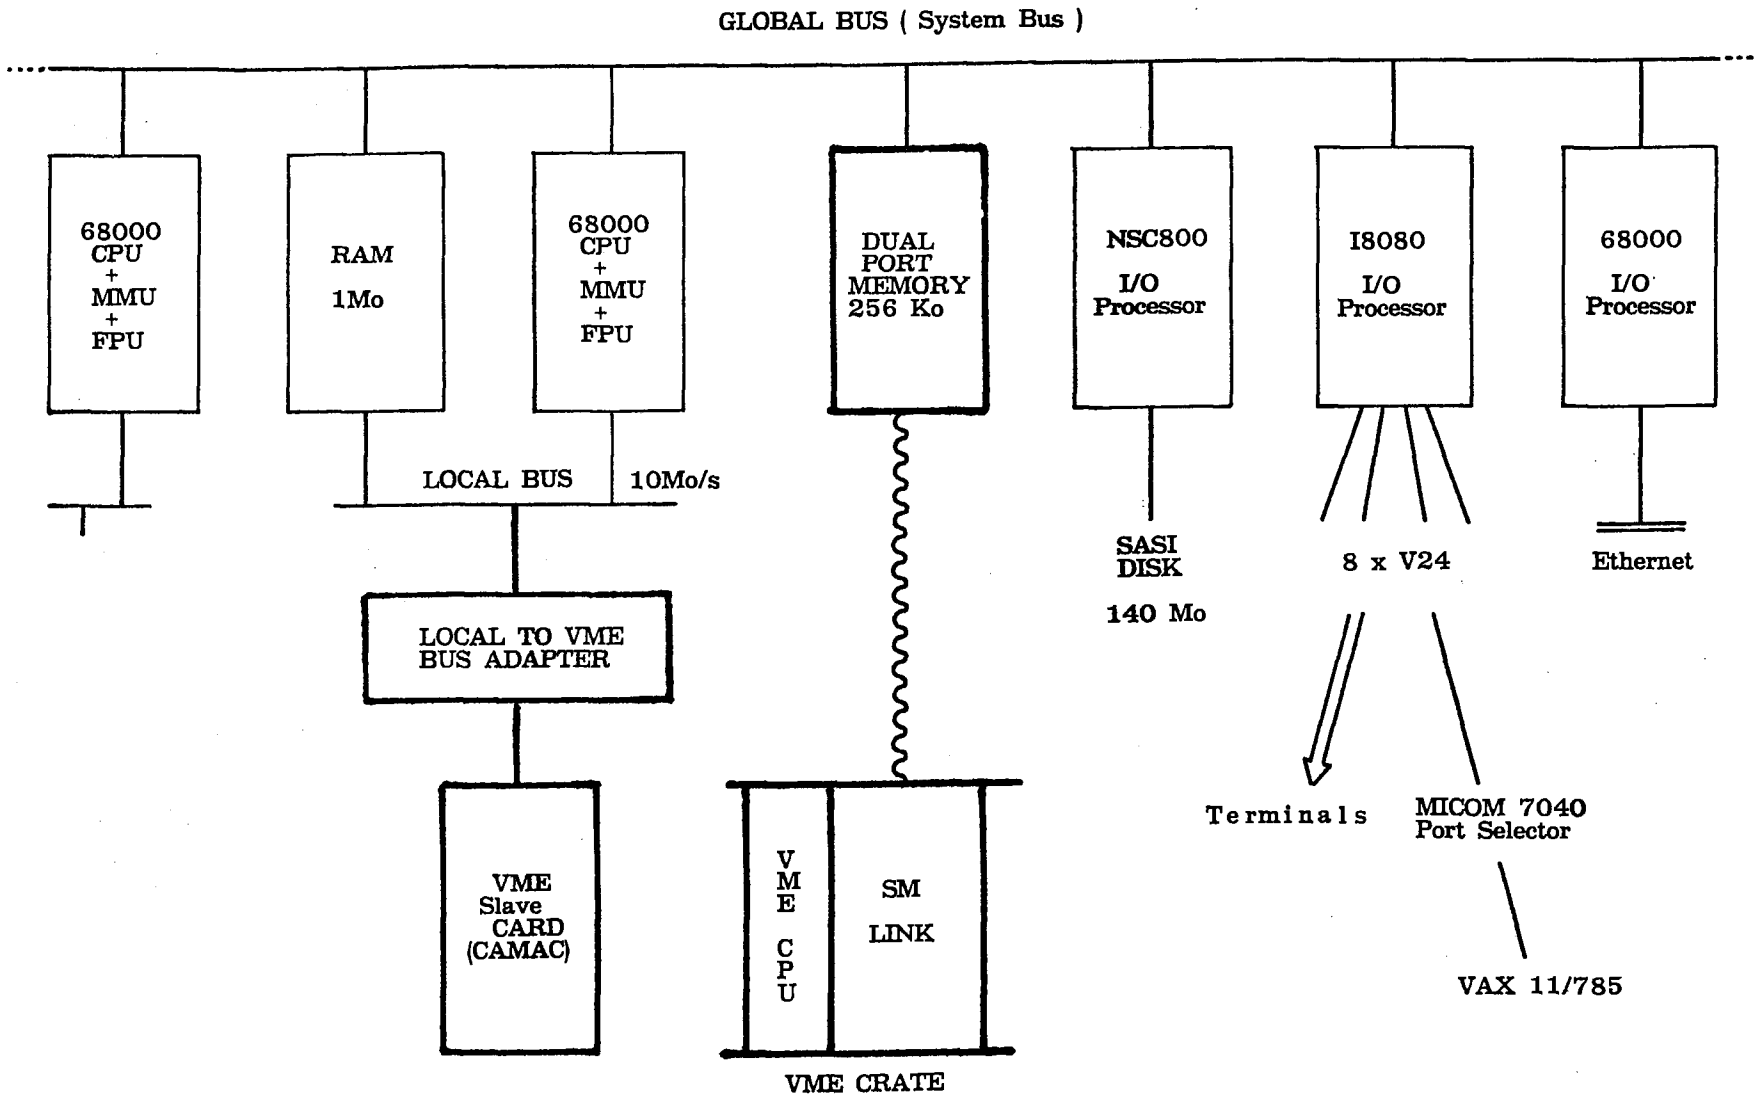 GLOBAL BUS ( System Bus )
68000
CPU
+
MMU
+
FPU
RAM
1Mo
68000
CPU
+
MMU
+
FPU
DUAL
PORT
MEMORY
256 Ko
NSC800
I/O
Processor
I8080
I/O
Processor
68000
I/O
Processor
LOCAL BUS
10Mo/s
SASI
DISK
140 Mo
8 x V24
Ethernet
LOCAL TO VME
BUS ADAPTER
Terminals
MICOM 7040
Port Selector
VME
Slave
CARD
(CAMAC)
VME CPU
SM
LINK
VAX 11/785
VME CRATE